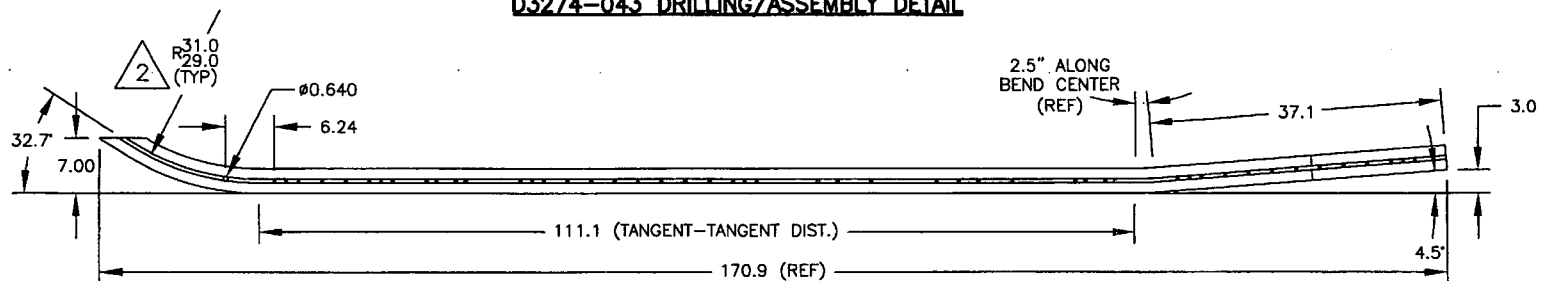 D3274-043 DRILLING/ASSEMBLY DETAIL
2
R31.0
29.0
(TYP)
ø0.640
6.24
32.7°
7.00
2.5" ALONG
BEND CENTER
(REF)
37.1
3.0
111.1 (TANGENT-TANGENT DIST.)
4.5°
170.9 (REF)